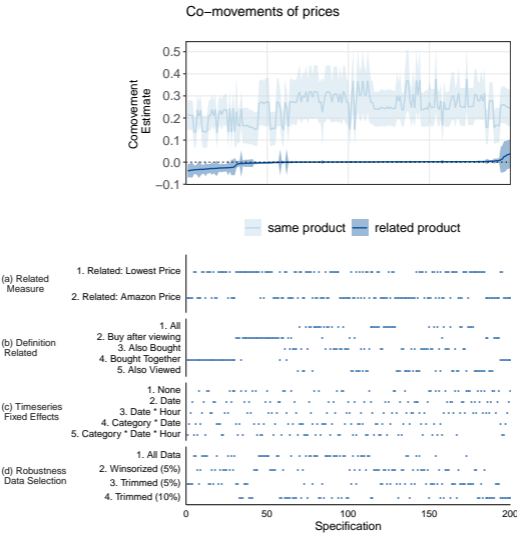 Co−movements of prices
Comovement
Estimate
0.5
0.4
0.3
0.2
0.1
0.0
−0.1
same product
related product
(a) Related
Measure
1. Related: Lowest Price
2. Related: Amazon Price
(b) Definition
Related
1. All
2. Buy after viewing
3. Also Bought
4. Bought Together
5. Also Viewed
(c) Timeseries
Fixed Effects
1. None
2. Date
3. Date * Hour
4. Category * Date
5. Category * Date * Hour
(d) Robustness
Data Selection
1. All Data
2. Winsorized (5%)
3. Trimmed (5%)
4. Trimmed (10%)
0 50 100 150 200
Specification